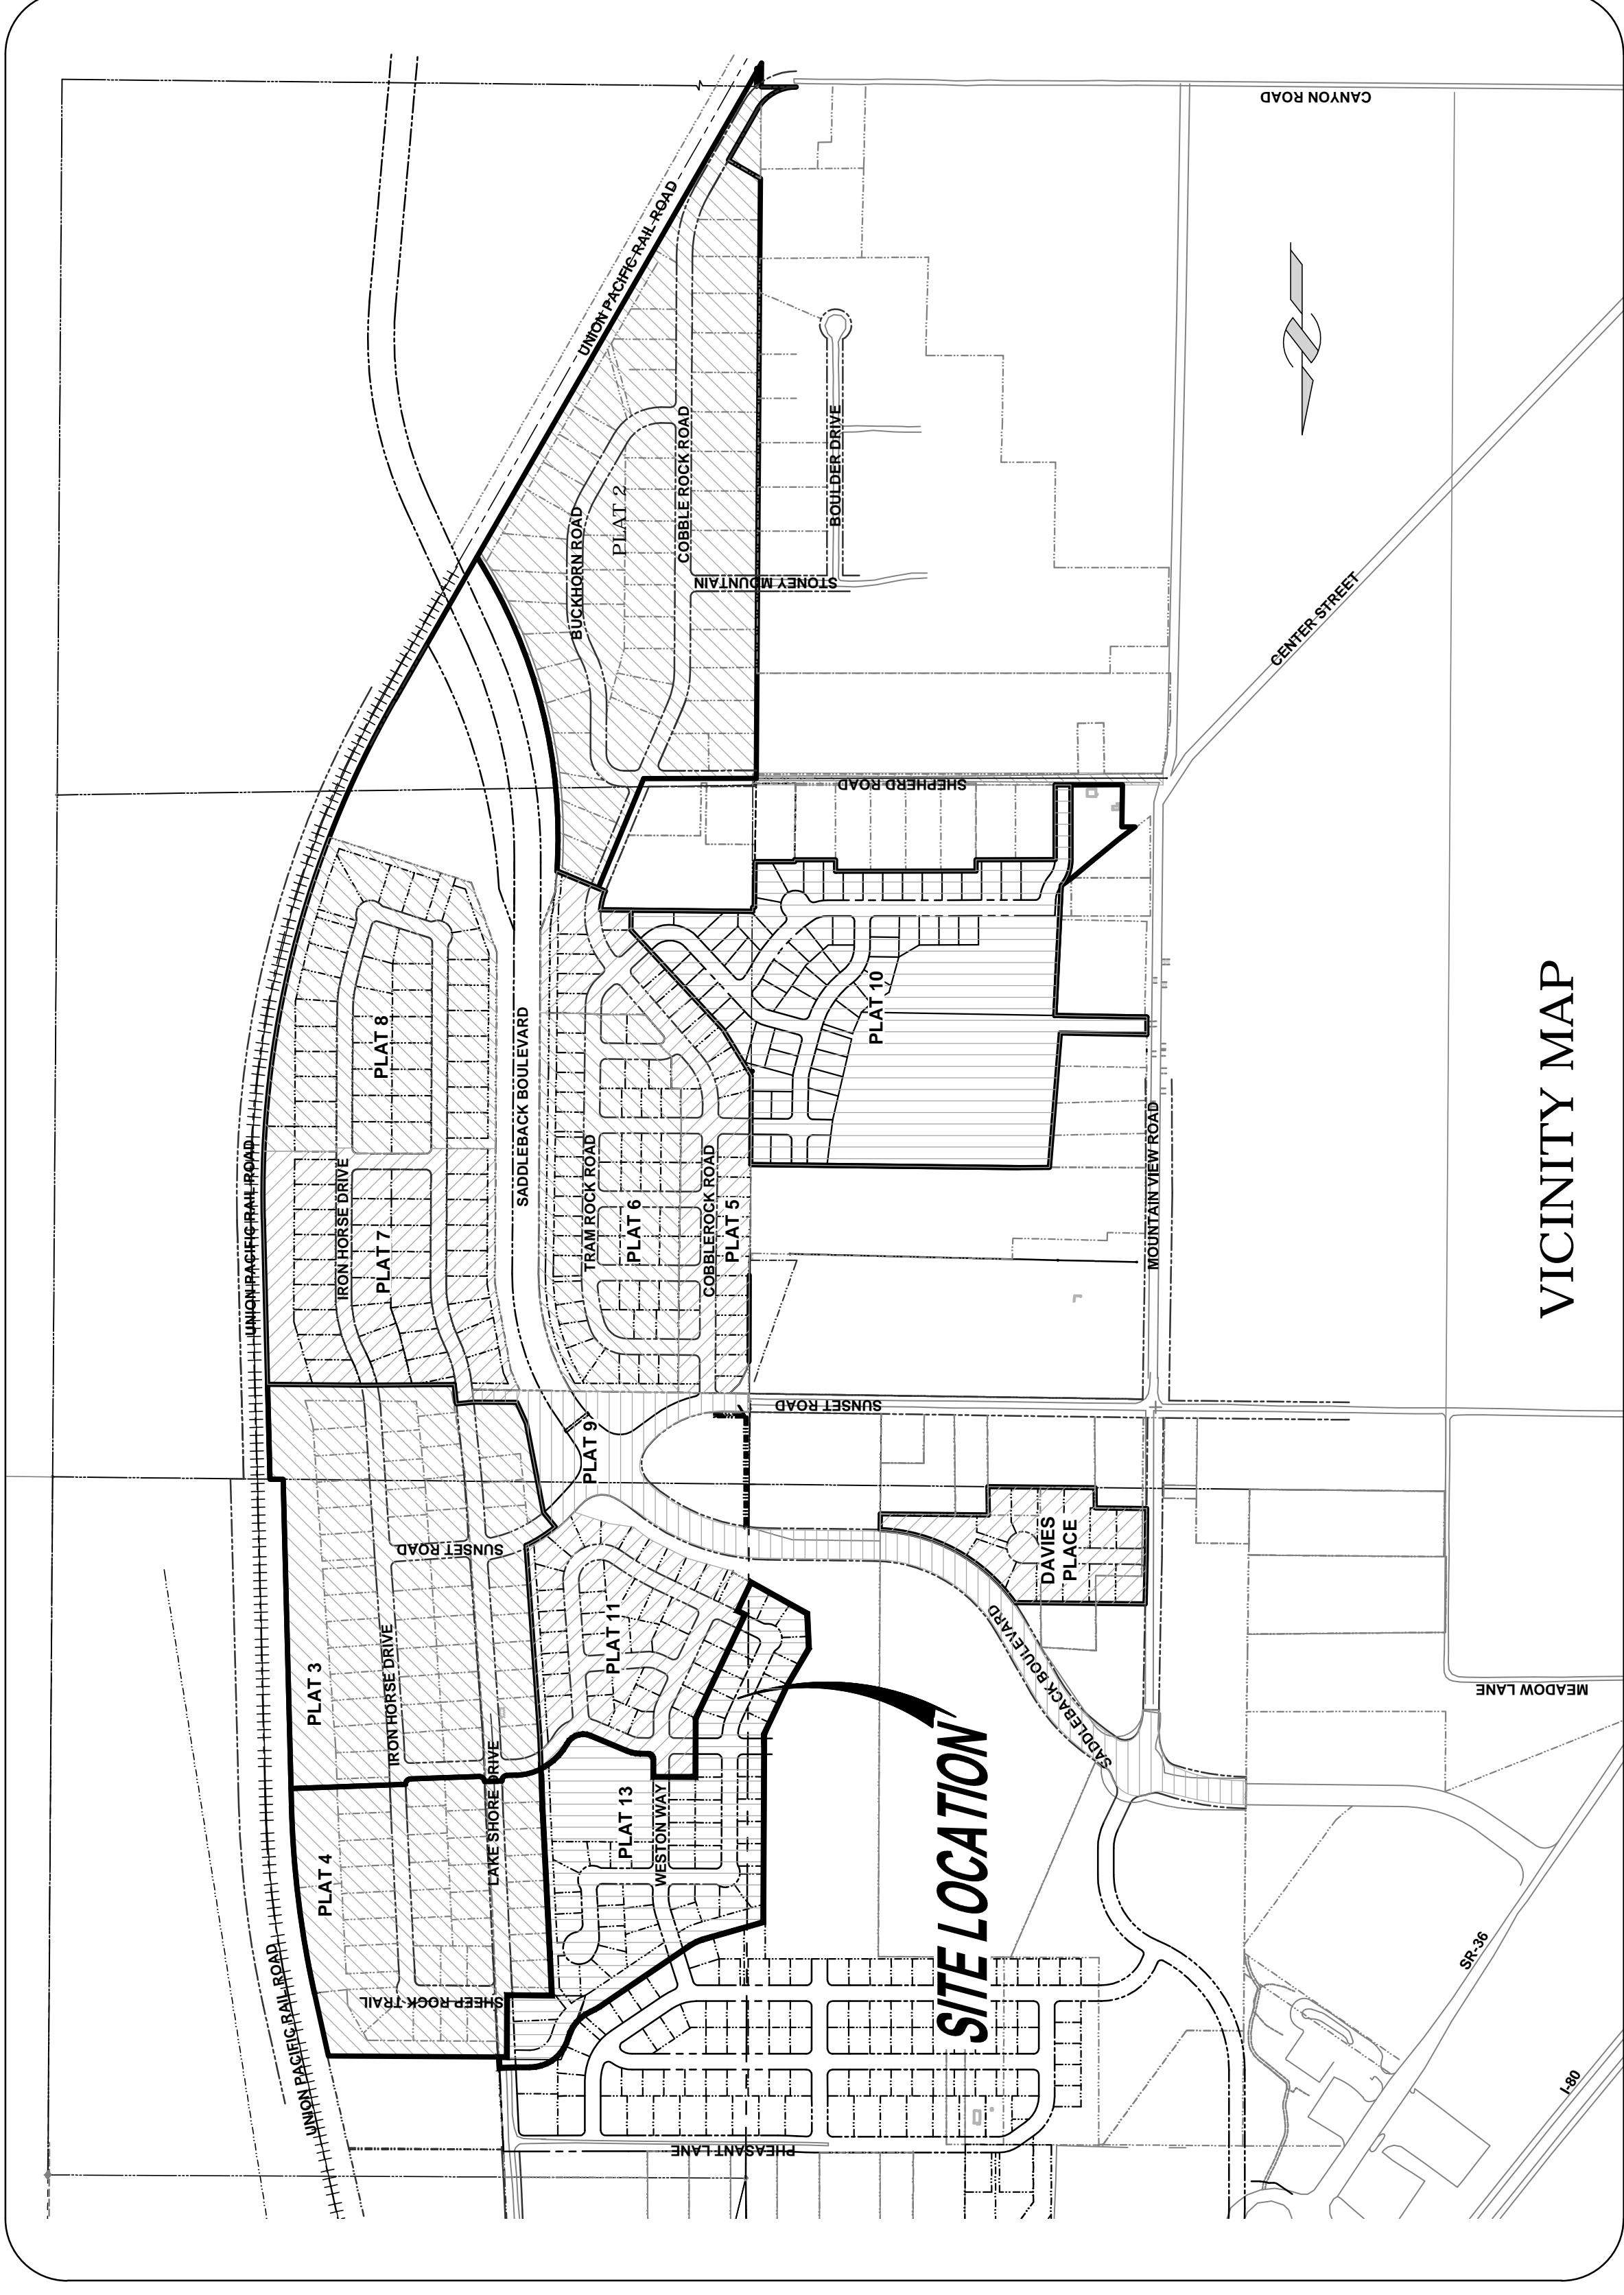 CANYON ROAD
UNION PACIFIC RAIL ROAD
BUCKHORN ROAD
PLAT 2
COBBLE ROCK ROAD
BOULDER DRIVE
STONEY MOUNTAIN
CENTER STREET
SHEPHERD ROAD
PLAT 8
SADDLEBACK BOULEVARD
PLAT 10
UNION PACIFIC RAIL ROAD
IRON HORSE DRIVE
PLAT 7
TRAM ROCK ROAD
PLAT 6
COBBLEROCK ROAD
PLAT 5
MOUNTAIN VIEW ROAD
VICINITY MAP
SUNSET ROAD
PLAT 9
SUNSET ROAD
DAVIES
PLACE
PLAT 3
IRON HORSE DRIVE
PLAT 11
SADDLEBACK BOULEVARD
MEADOW LANE
PLAT 4
LAKE SHORE DRIVE
PLAT 13
WESTON WAY
SITE LOCATION
UNION PACIFIC RAIL ROAD
SHEEP ROCK TRAIL
PHEASANT LANE
SR-36
I-80